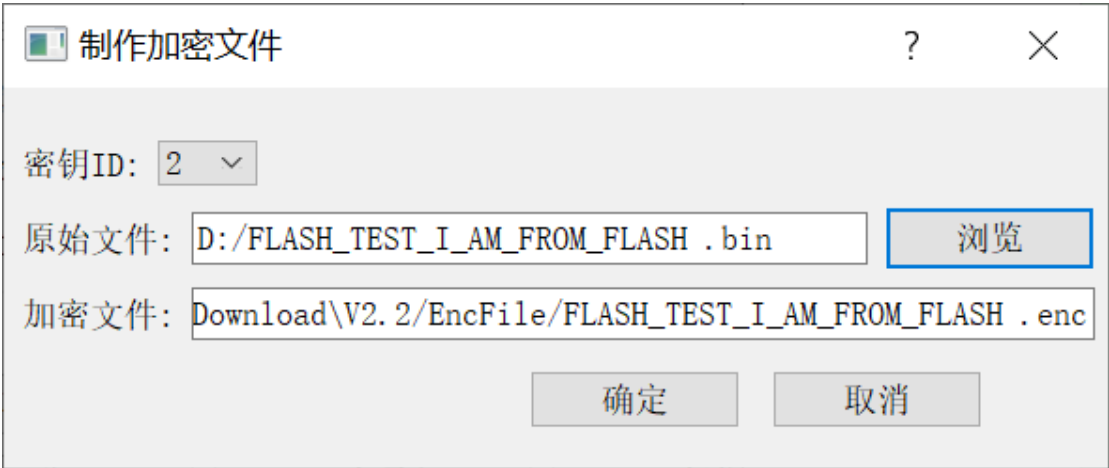 制作加密文件 ?
密钥ID: 2
原始文件: D:/FLASH_TEST_I_AM_FROM_FLASH .bin 浏览
加密文件: Download\V2.2/EncFile/FLASH_TEST_I_AM_FROM_FLASH .enc
确定 取消